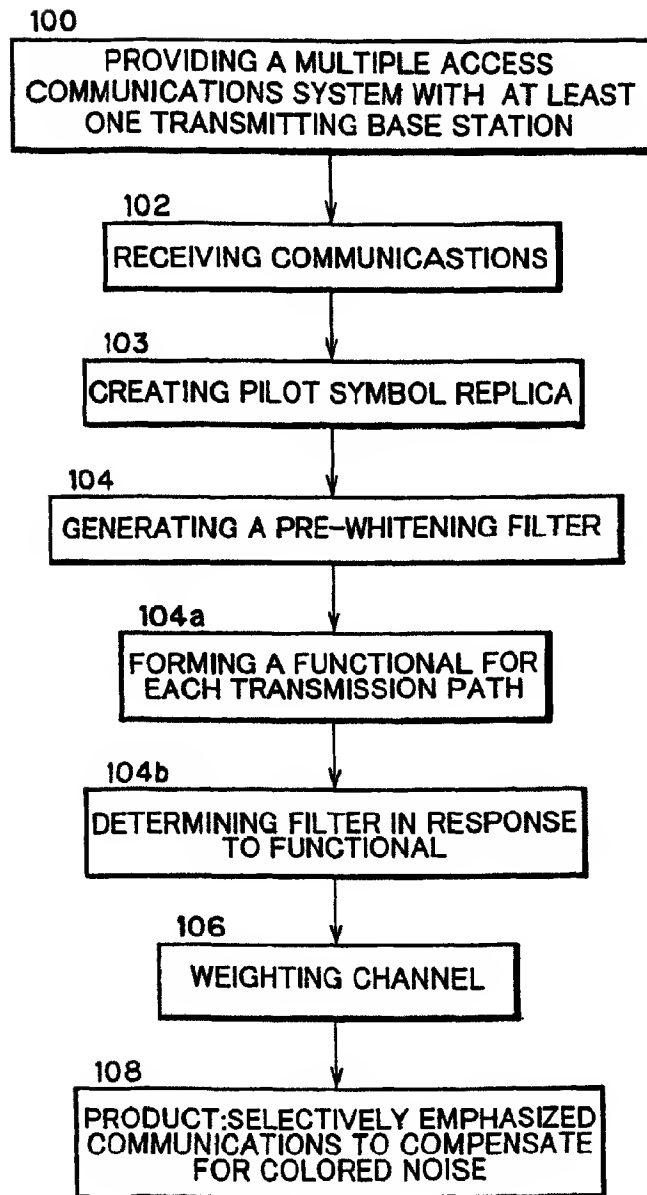 100
PROVIDING A MULTIPLE ACCESS
COMMUNICATIONS SYSTEM WITH AT LEAST
ONE TRANSMITTING BASE STATION
102
RECEIVING COMMUNICASTIONS
103
CREATING PILOT SYMBOL REPLICA
104
GENERATING A PRE-WHITENING FILTER
104a
FORMING A FUNCTIONAL FOR
EACH TRANSMISSION PATH
104b
DETERMINING FILTER IN RESPONSE
TO FUNCTIONAL
106
WEIGHTING CHANNEL
108
PRODUCT:SELECTIVELY EMPHASIZED
COMMUNICATIONS TO COMPENSATE
FOR COLORED NOISE